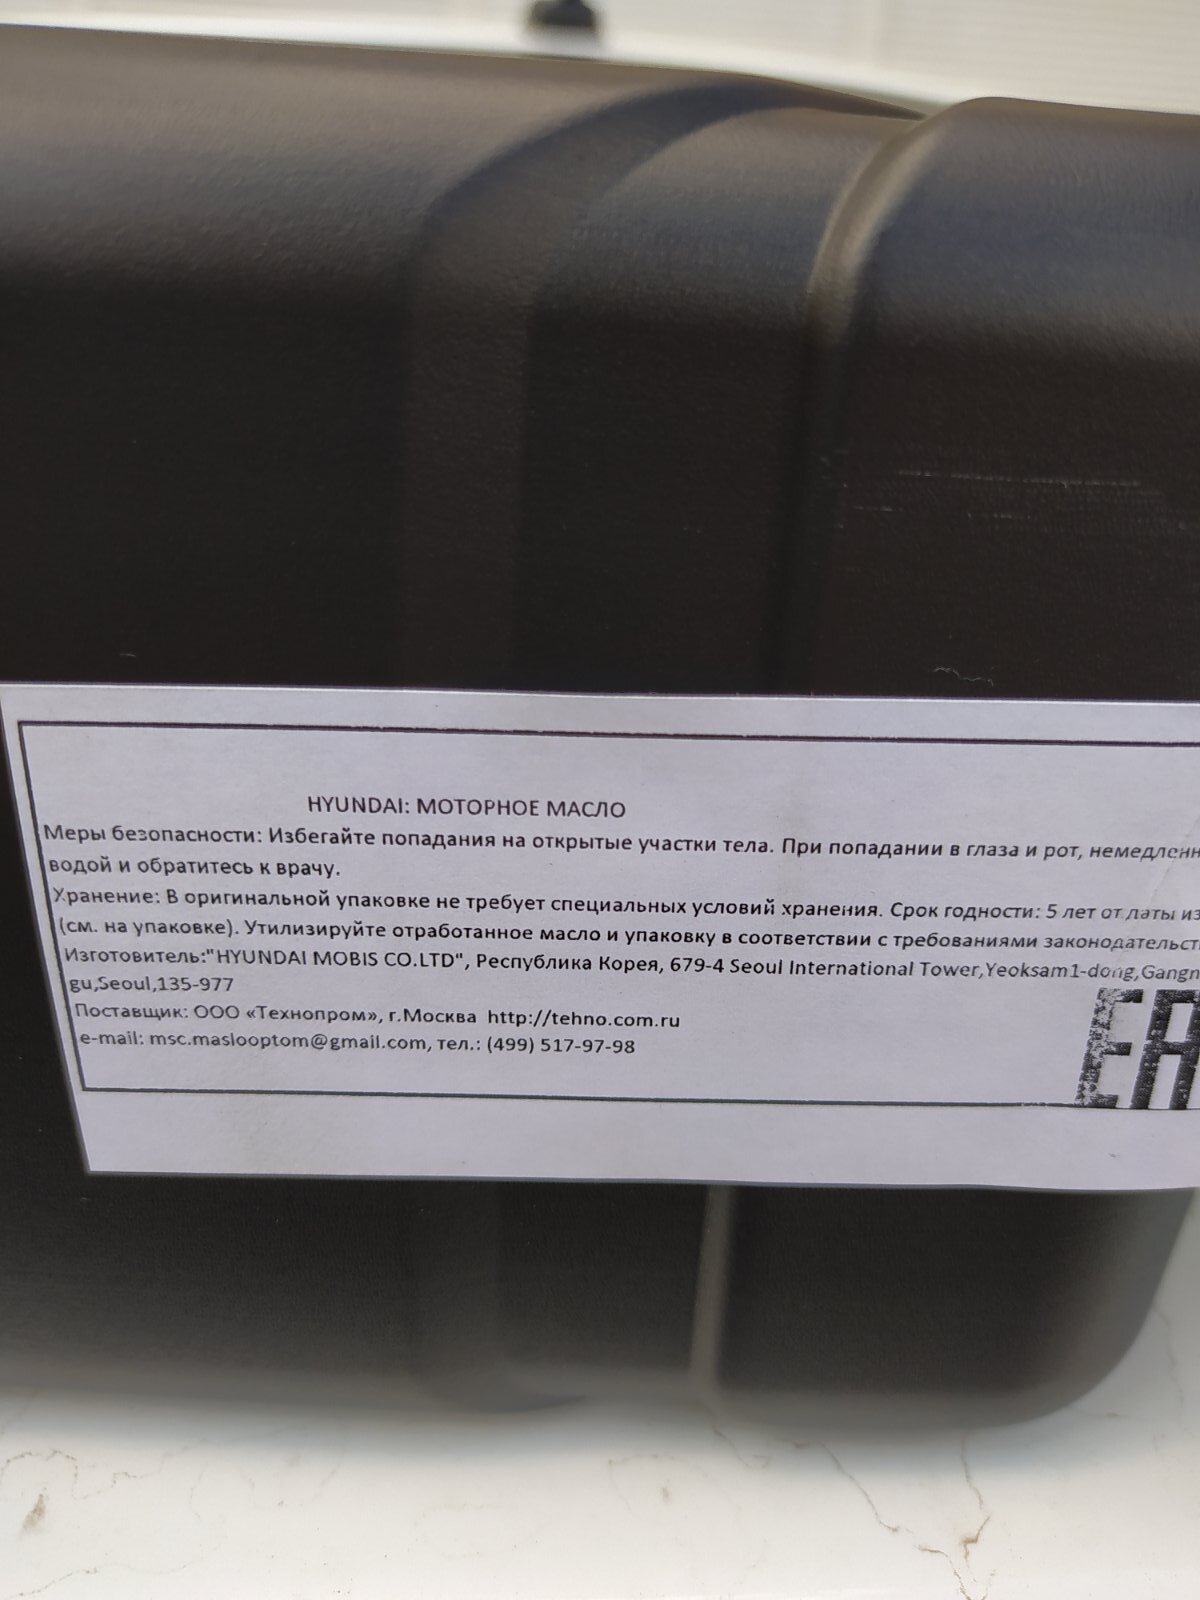 HYUNDAI: МОТОРНОЕ МАСЛО
Меры безопасности: Избегайте попадания на открытые участки тела. При попадании в глаза и рот, немедленн
водой и обратитесь к врачу.
Хранение: В оригинальной упаковке не требует специальных условий хранения. Срок годности: 5 лет от даты из
(см. на упаковке). Утилизируйте отработанное масло и упаковку в соответствии с требованиями законодательст
Изготовитель:"HYUNDAI MOBIS CO.LTD", Республика Корея, 679-4 Seoul International Tower,Yeoksam1-dong,Gangn
gu,Seoul,135-977
Поставщик: ООО «Технопром», г.Москва http://tehno.com.ru
e-mail: msc.maslooptom@gmail.com, тел.: (499) 517-97-98
EA